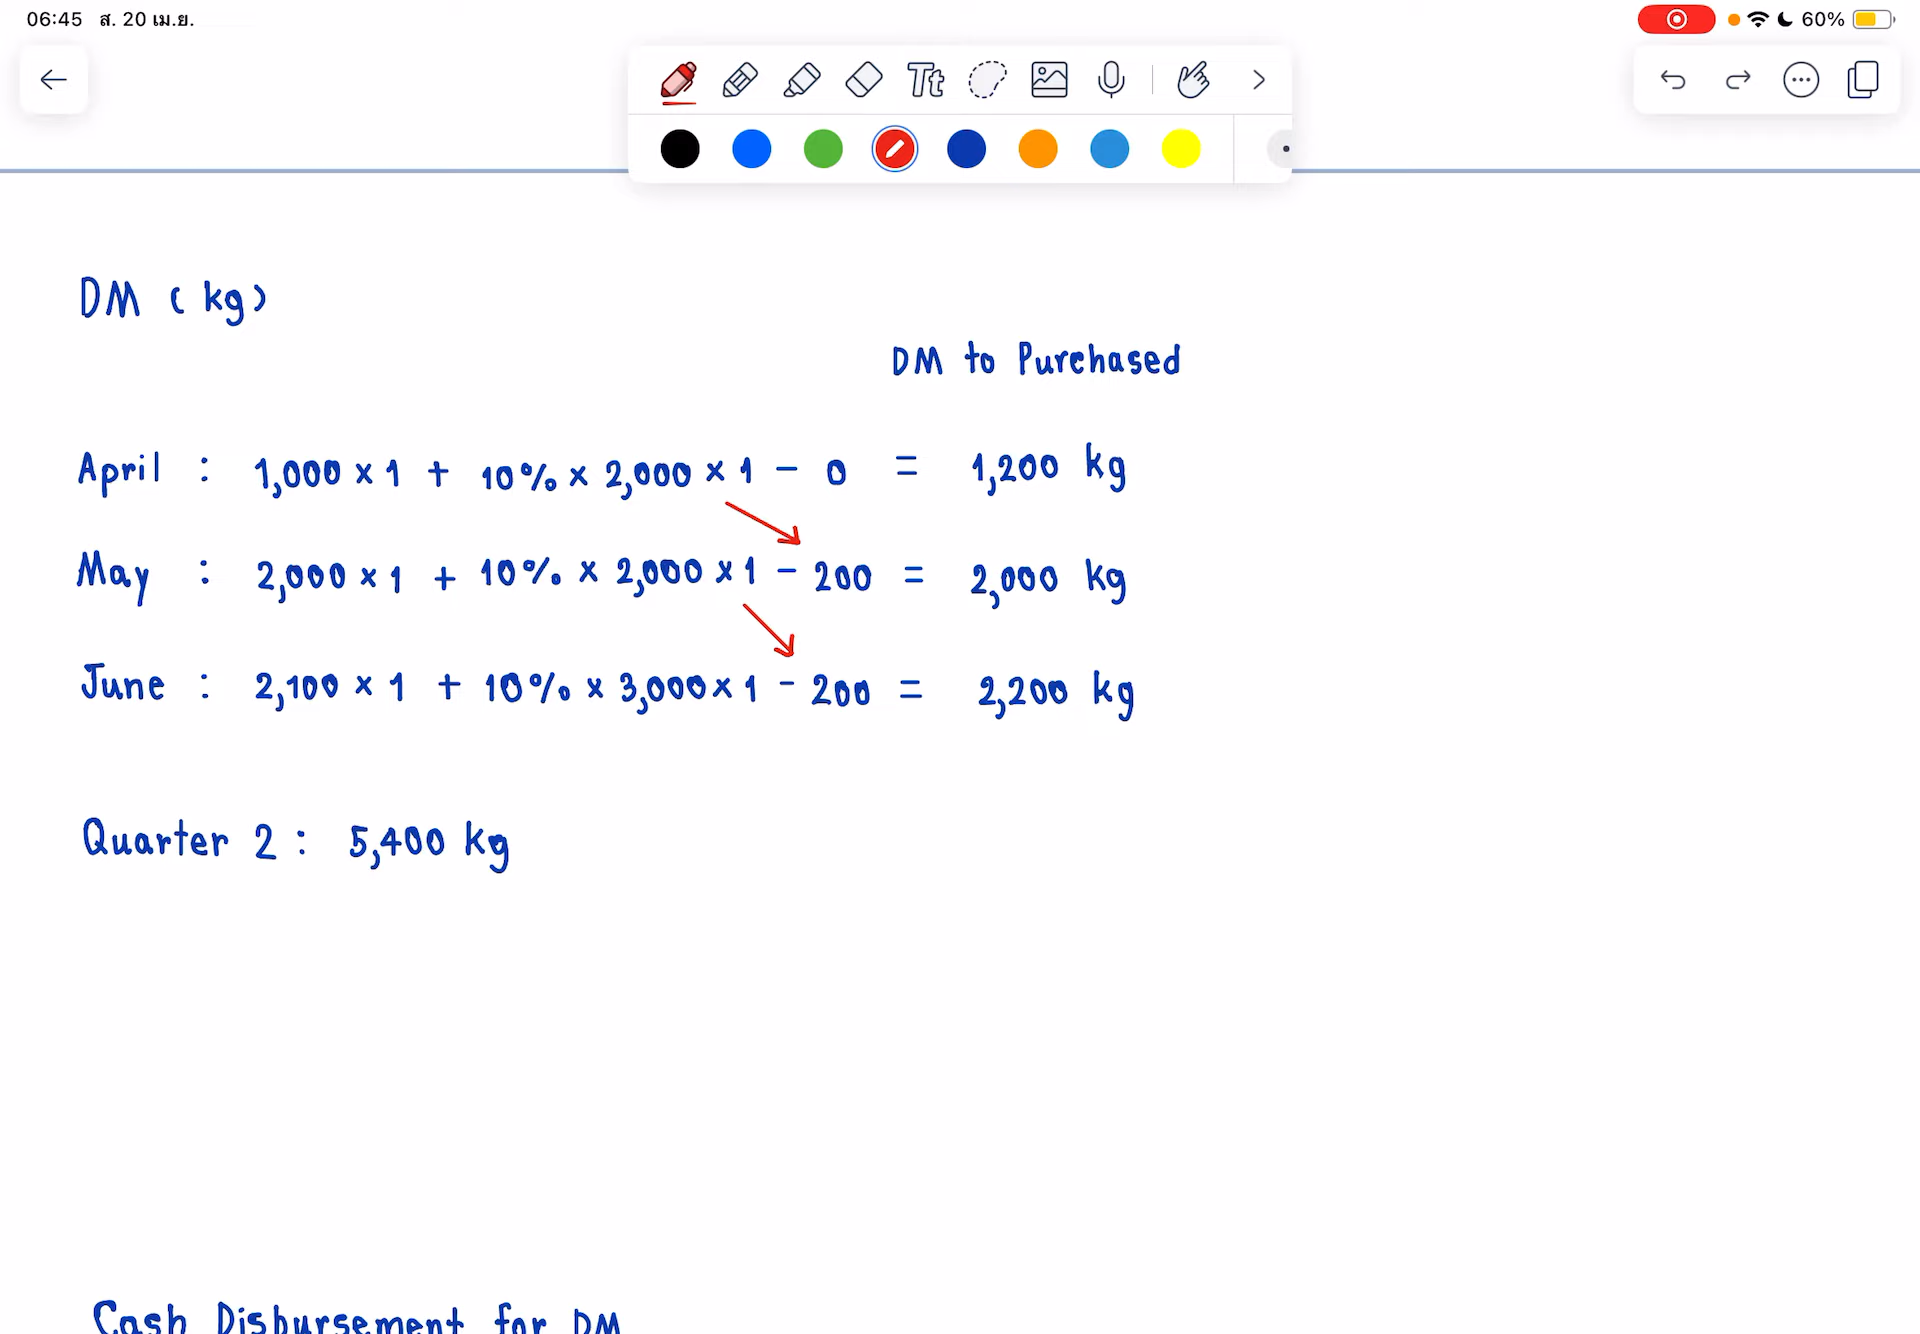 06:45 ส. 20 เม.ย. 60%
Tt
DM (kg)
DM to Purchased
April : 1,000 x 1 + 10% x 2,000 x 1 - 0 = 1,200 kg
May : 2,000 x 1 + 10% x 2,000 x 1 - 200 = 2,000 kg
June : 2,100 x 1 + 10% x 3,000 x 1 - 200 = 2,200 kg
Quarter 2 : 5,400 kg
Cash Disbursement for DM